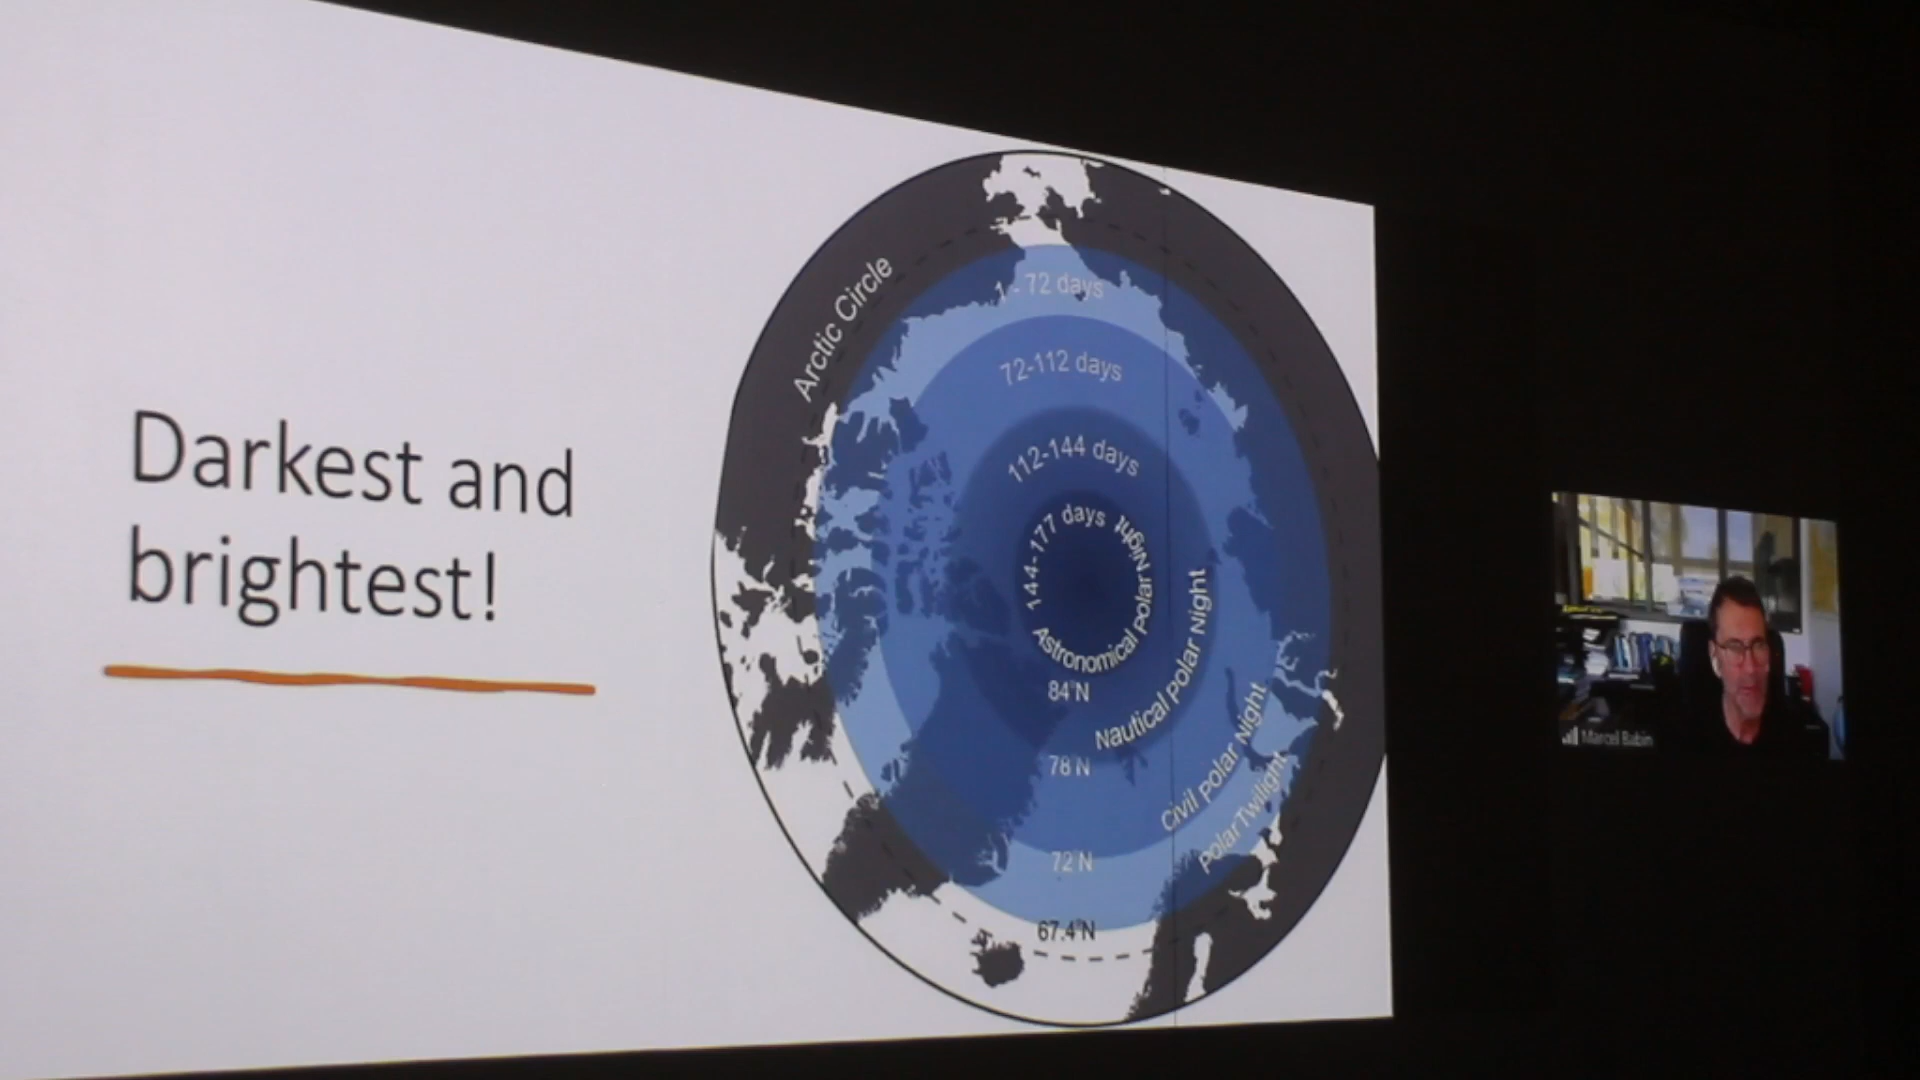 Darkest and
brightest!
Arctic Circle
1 - 72 days
72-112 days
112-144 days
144-177 days
Astronomical polar Night
84°N
Nautical polar Night
78°N
Civil polar Night
polar Twilight
72°N
67.4°N
Marcel Babin